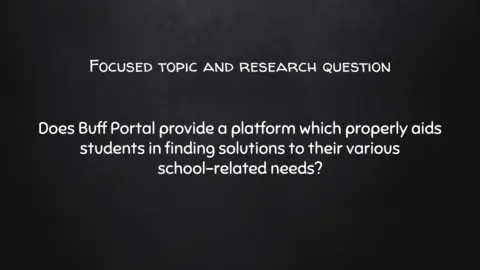 Focused topic and research question
Does Buff Portal provide a platform which properly aids
students in finding solutions to their various
school-related needs?